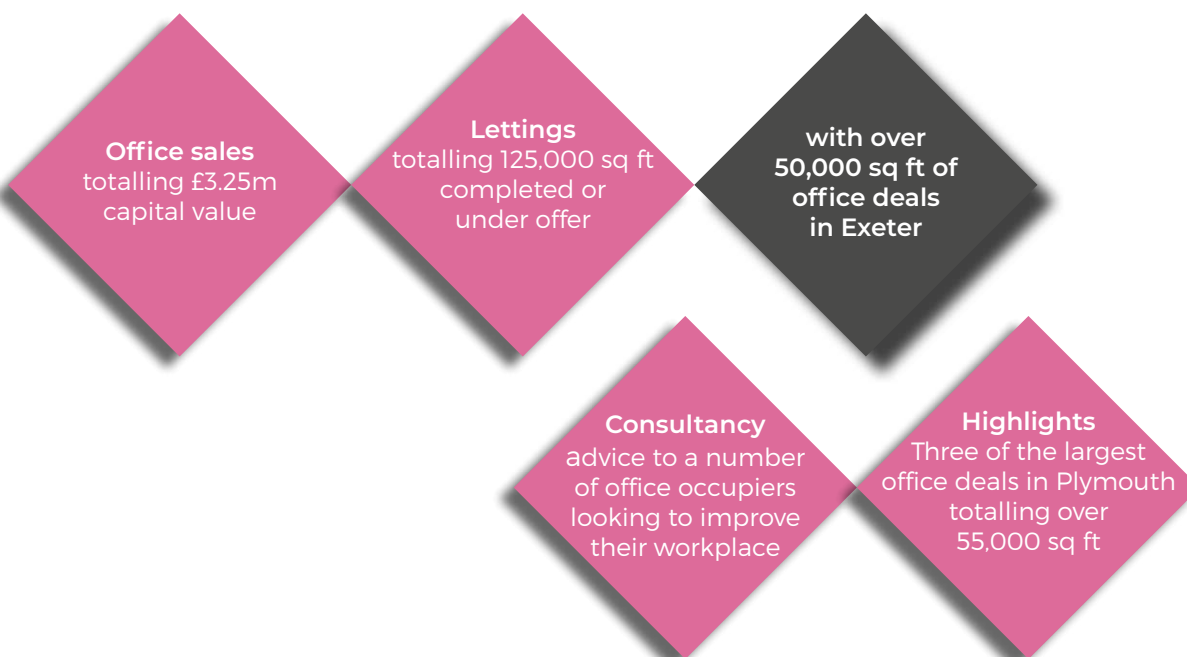 Office sales
totalling £3.25m
capital value
Lettings
totalling 125,000 sq ft
completed or
under offer
with over
50,000 sq ft of
office deals
in Exeter
Consultancy
advice to a number
of office occupiers
looking to improve
their workplace
Highlights
Three of the largest
office deals in Plymouth
totalling over
55,000 sq ft